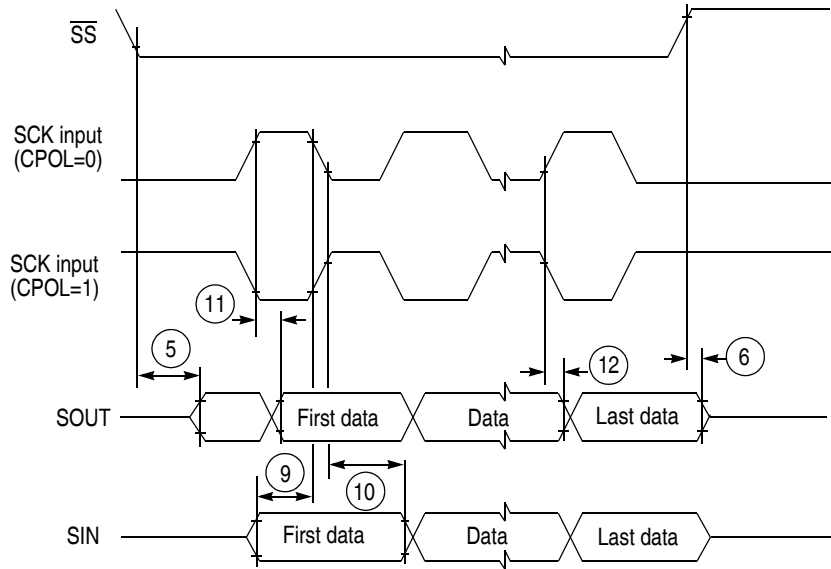 SS
SCK input
(CPOL=0)
SCK input
(CPOL=1)
11
5
12
6
SOUT
First data
Data
Last data
9
10
SIN
First data
Data
Last data